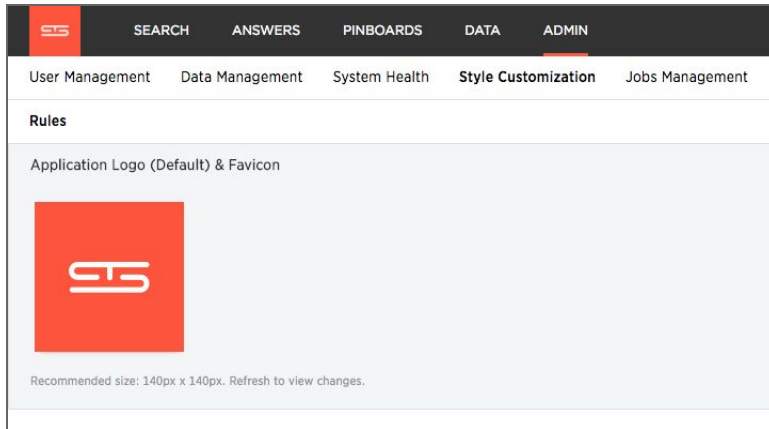 SEARCH ANSWERS PINBOARDS DATA ADMIN
User Management Data Management System Health Style Customization Jobs Management
Rules
Application Logo (Default) & Favicon
Recommended size: 140px x 140px. Refresh to view changes.